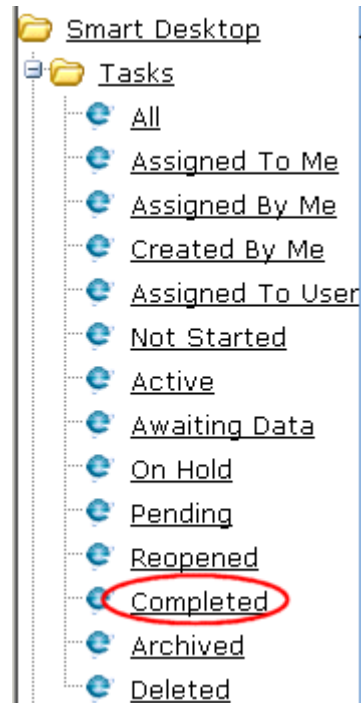 Smart Desktop
Tasks
All
Assigned To Me
Assigned By Me
Created By Me
Assigned To User
Not Started
Active
Awaiting Data
On Hold
Pending
Reopened
Completed
Archived
Deleted